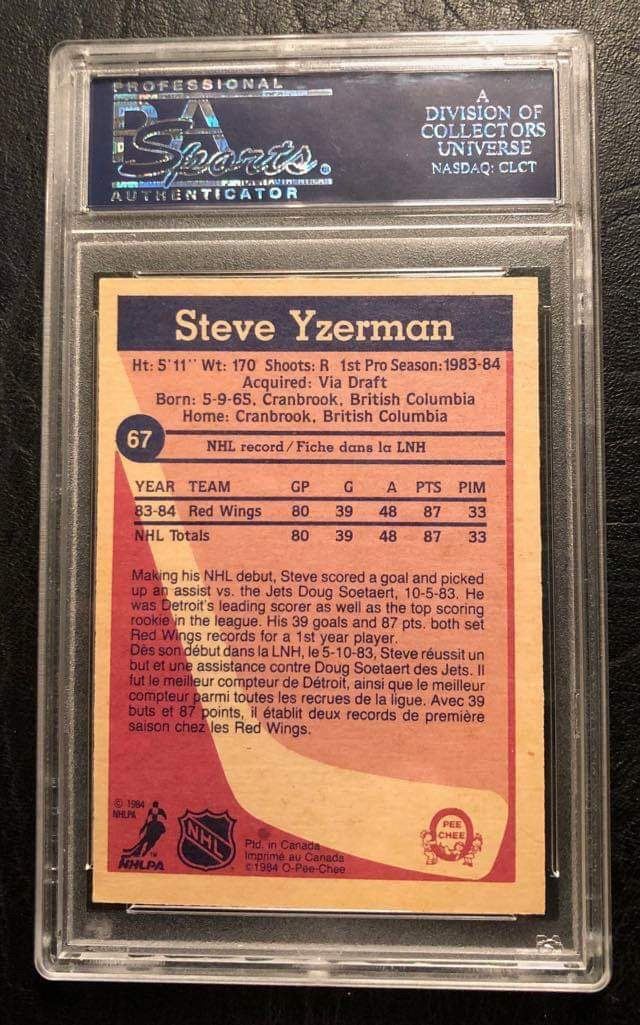 PROFESSIONAL
PSA
Sports
AUTHENTICATOR
A
DIVISION OF
COLLECTORS
UNIVERSE
NASDAQ: CLCT
Steve Yzerman
Ht: 5'11" Wt: 170 Shoots: R 1st Pro Season: 1983-84
Acquired: Via Draft
Born: 5-9-65, Cranbrook, British Columbia
Home: Cranbrook, British Columbia
67
NHL record/Fiche dans la LNH
YEAR TEAM GP G A PTS PIM
83-84 Red Wings 80 39 48 87 33
NHL Totals 80 39 48 87 33
Making his NHL debut, Steve scored a goal and picked
up an assist vs. the Jets Doug Soetaert, 10-5-83. He
was Detroit's leading scorer as well as the top scoring
rookie in the league. His 39 goals and 87 pts. both set
Red Wings records for a 1st year player.
Dès son début dans la LNH, le 5-10-83, Steve réussit un
but et une assistance contre Doug Soetaert des Jets. Il
fut le meilleur compteur de Détroit, ainsi que le meilleur
compteur parmi toutes les recrues de la ligue. Avec 39
buts et 87 points, il établit deux records de première
saison chez les Red Wings.
© 1984
NHLPA
NHLPA
NHL
Ptd. in Canada
Imprimé au Canada
©1984 O-Pee-Chee
PEE
CHEE